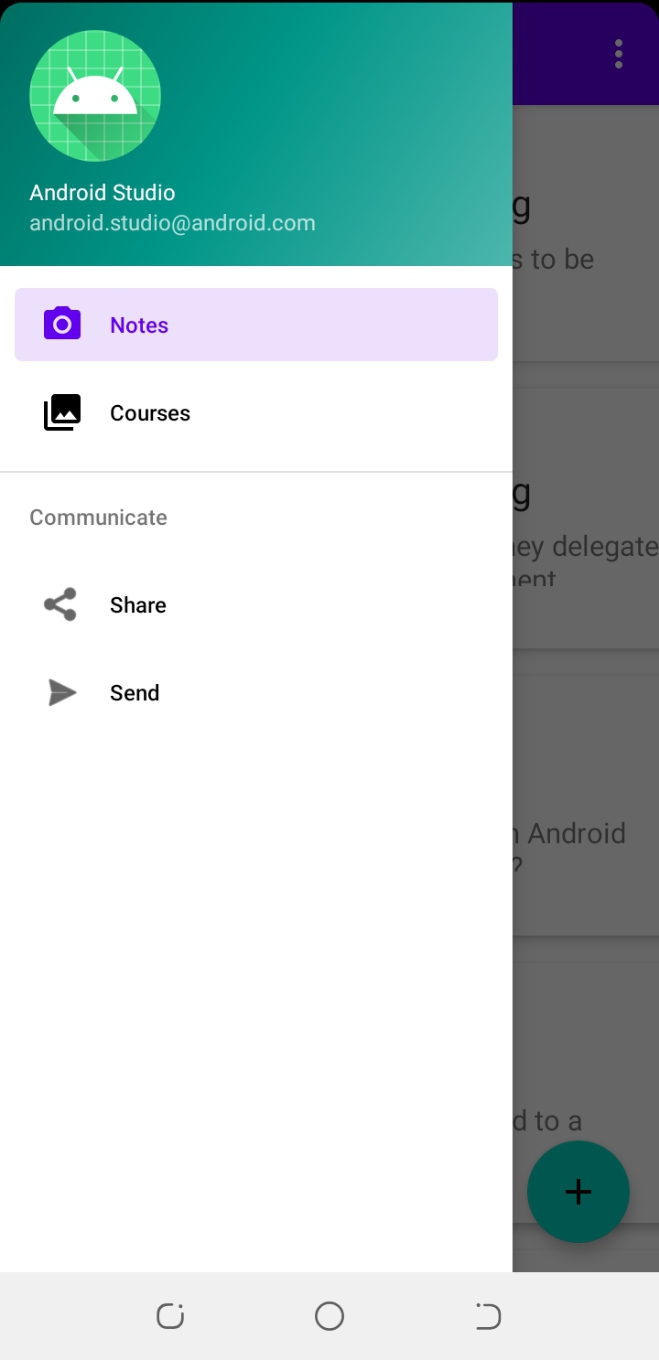 Android Studio
android.studio@android.com
g
s to be
Notes
Courses
g
Communicate
ey delegate
ent
Share
Send
Android
?
d to a